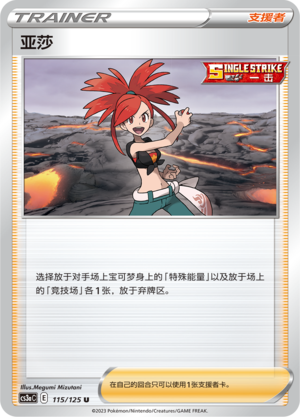 TRAINER 支援者
亚莎
SINGLE STRIKE
一击
选择放于对手场上宝可梦身上的「特殊能量」以及放于场上
的「竞技场」各1张，放于弃牌区。
Illus.Megumi Mizutani
CS3aC E 115/125 U
在自己的回合只可以使用1张支援者卡。
©2023 Pokémon/Nintendo/Creatures/GAME FREAK.